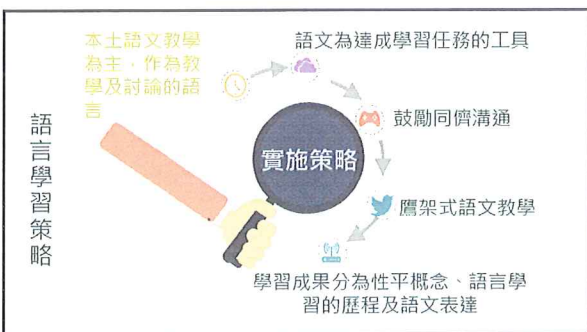 語言學習策略
本土語文教學
為主、作為教
學及討論的語
言
語文為達成學習任務的工具
鼓勵同儕溝通
實施策略
鷹架式語文教學
學習成果分為性平概念、語言學
習的歷程及語文表達